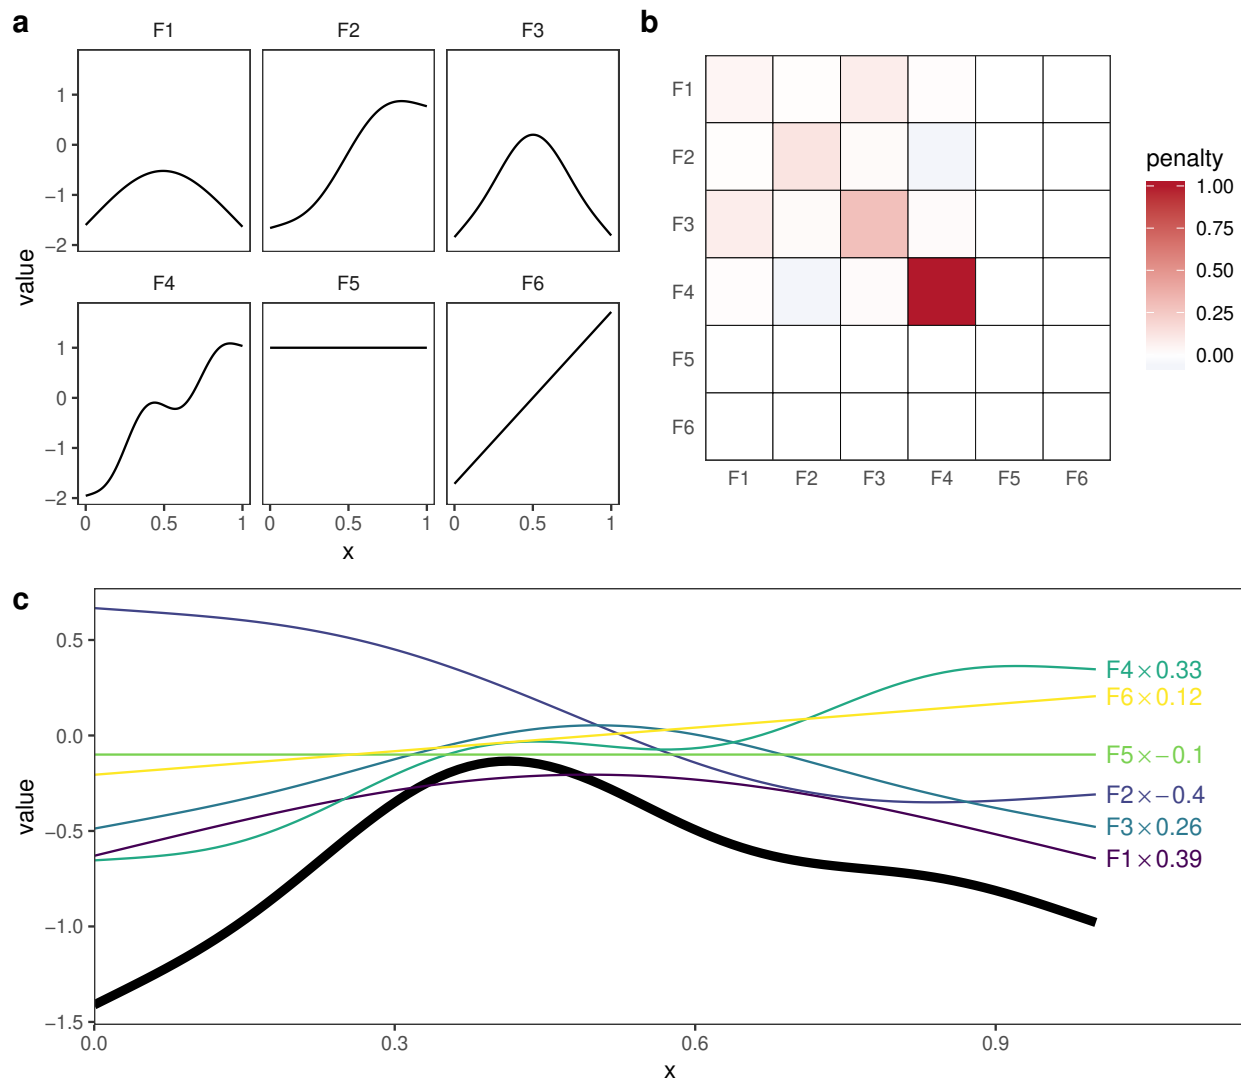 a
F1 F2 F3
1
0
−1
−2
F4 F5 F6
1
0
−1
−2
0 0.5 1 0 0.5 1 0 0.5 1
x
value
b
F1
F2
F3
F4
F5
F6
F1 F2 F3 F4 F5 F6
penalty
1.00
0.75
0.50
0.25
0.00
c
0.5
0.0
−0.5
−1.0
−1.5
value
0.0 0.3 0.6 0.9
x
F4×0.33
F6×0.12
F5×−0.1
F2×−0.4
F3×0.26
F1×0.39